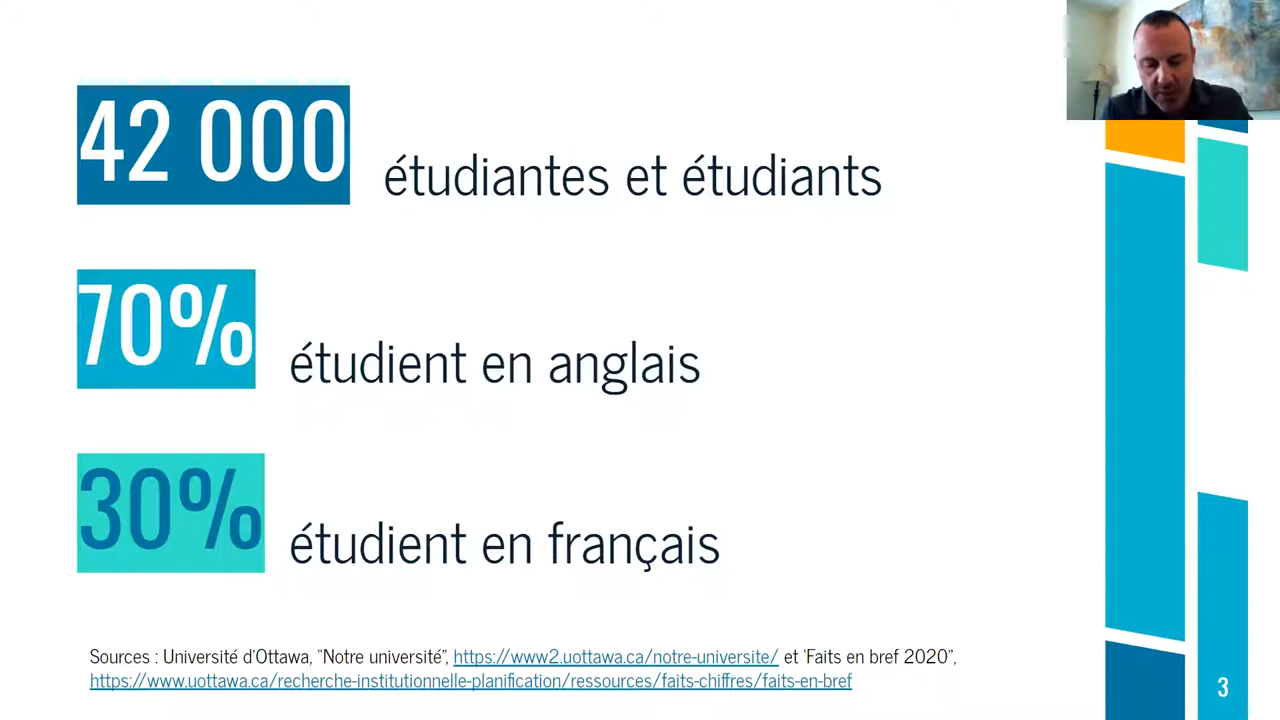 42 000 étudiantes et étudiants
70% étudient en anglais
30% étudient en français
Sources : Université d'Ottawa, "Notre université", https://www2.uottawa.ca/notre-universite/ et 'Faits en bref 2020",
https://www.uottawa.ca/recherche-institutionnelle-planification/ressources/faits-chiffres/faits-en-bref
3